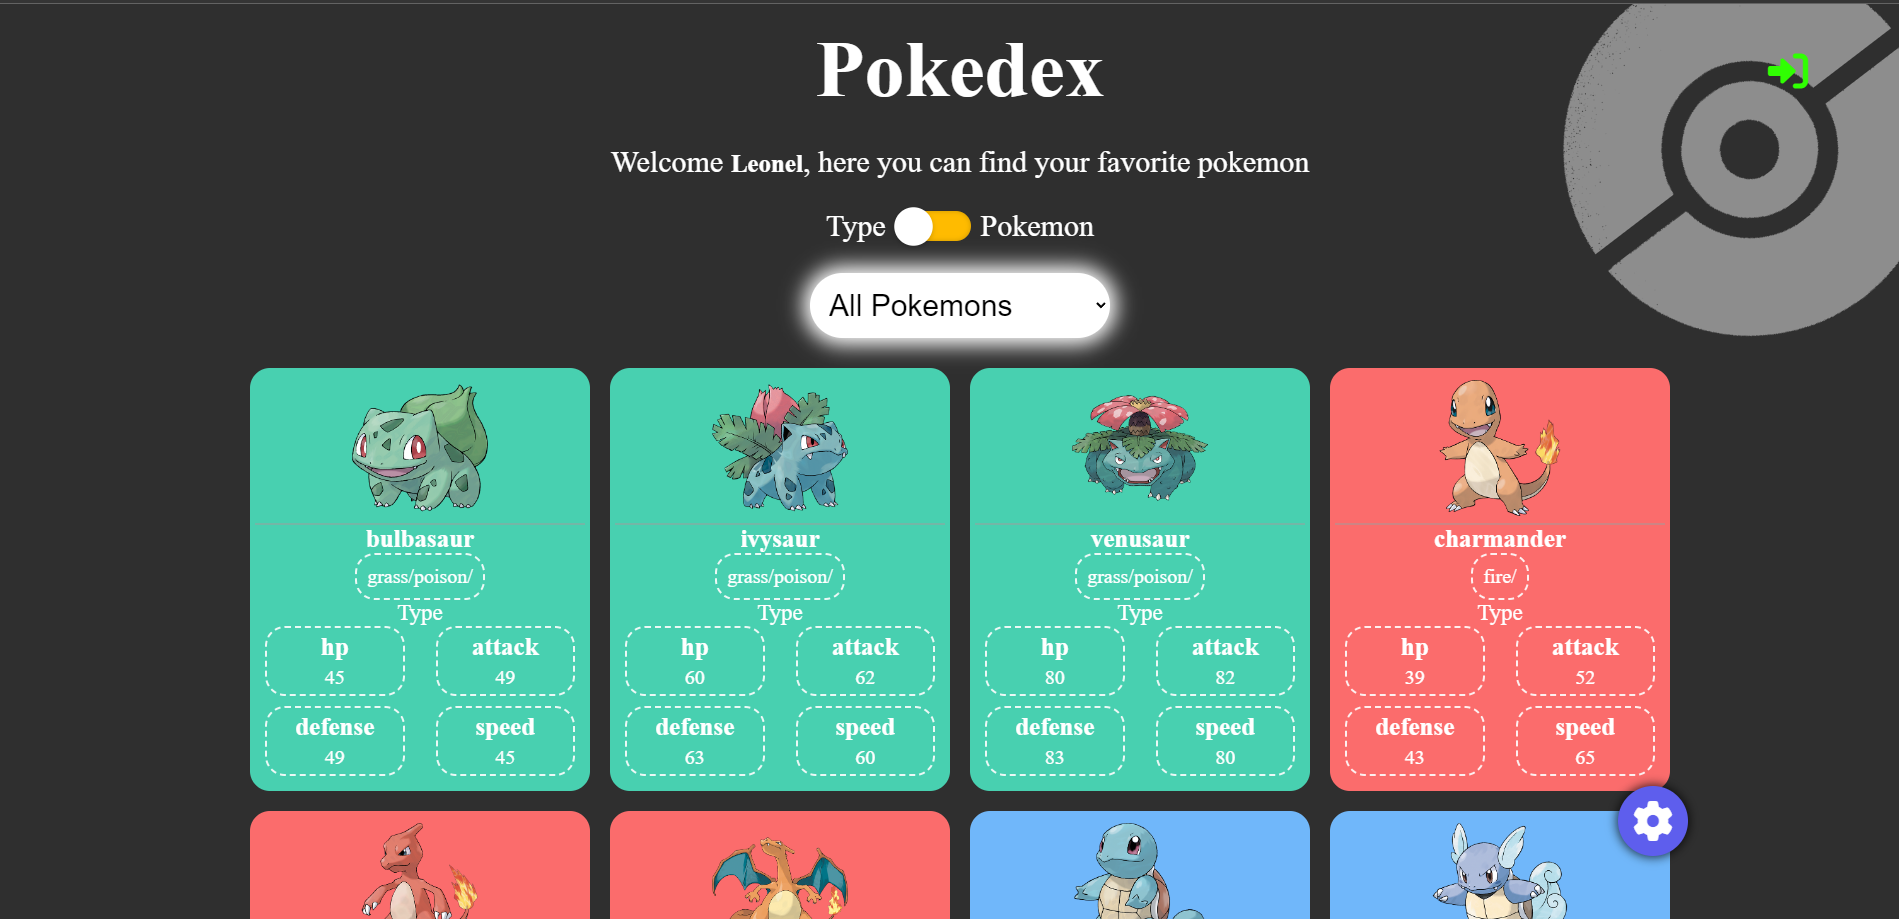 Pokedex
Welcome Leonel, here you can find your favorite pokemon
Type Pokemon
All Pokemons
bulbasaur
grass/poison/
Type
hp attack
45 49
defense speed
49 45
ivysaur
grass/poison/
Type
hp attack
60 62
defense speed
63 60
venusaur
grass/poison/
Type
hp attack
80 82
defense speed
83 80
charmander
fire/
Type
hp attack
39 52
defense speed
43 65